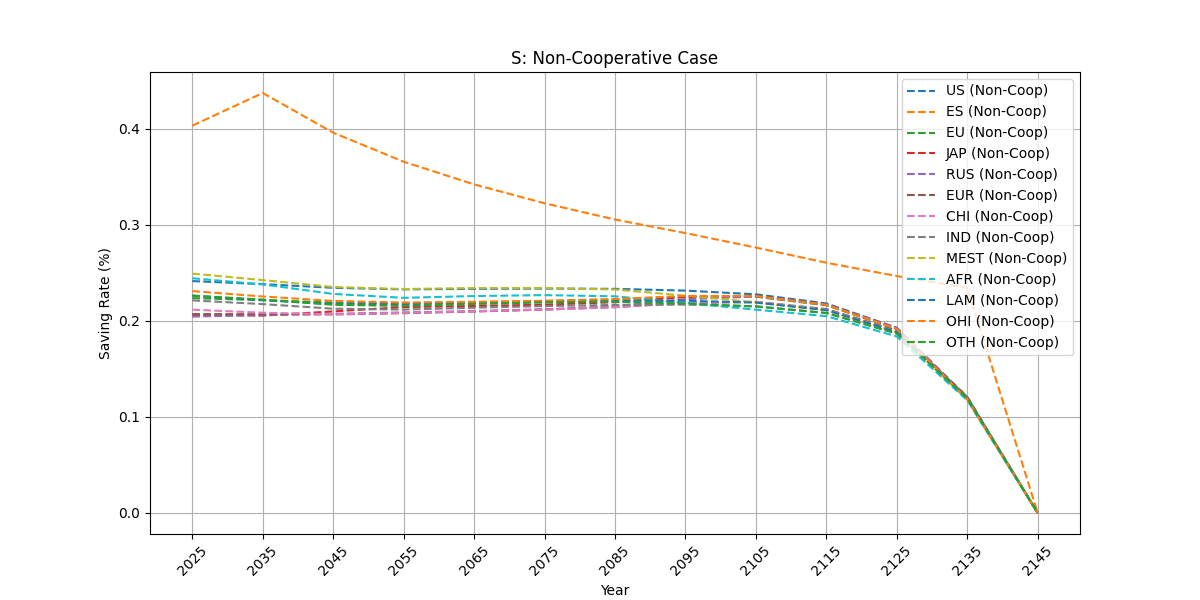 S: Non-Cooperative Case
Saving Rate (%)
0.4
0.3
0.2
0.1
0.0
US (Non-Coop)
ES (Non-Coop)
EU (Non-Coop)
JAP (Non-Coop)
RUS (Non-Coop)
EUR (Non-Coop)
CHI (Non-Coop)
IND (Non-Coop)
MEST (Non-Coop)
AFR (Non-Coop)
LAM (Non-Coop)
OHI (Non-Coop)
OTH (Non-Coop)
2025
2035
2045
2055
2065
2075
2085
2095
2105
2115
2125
2135
2145
Year